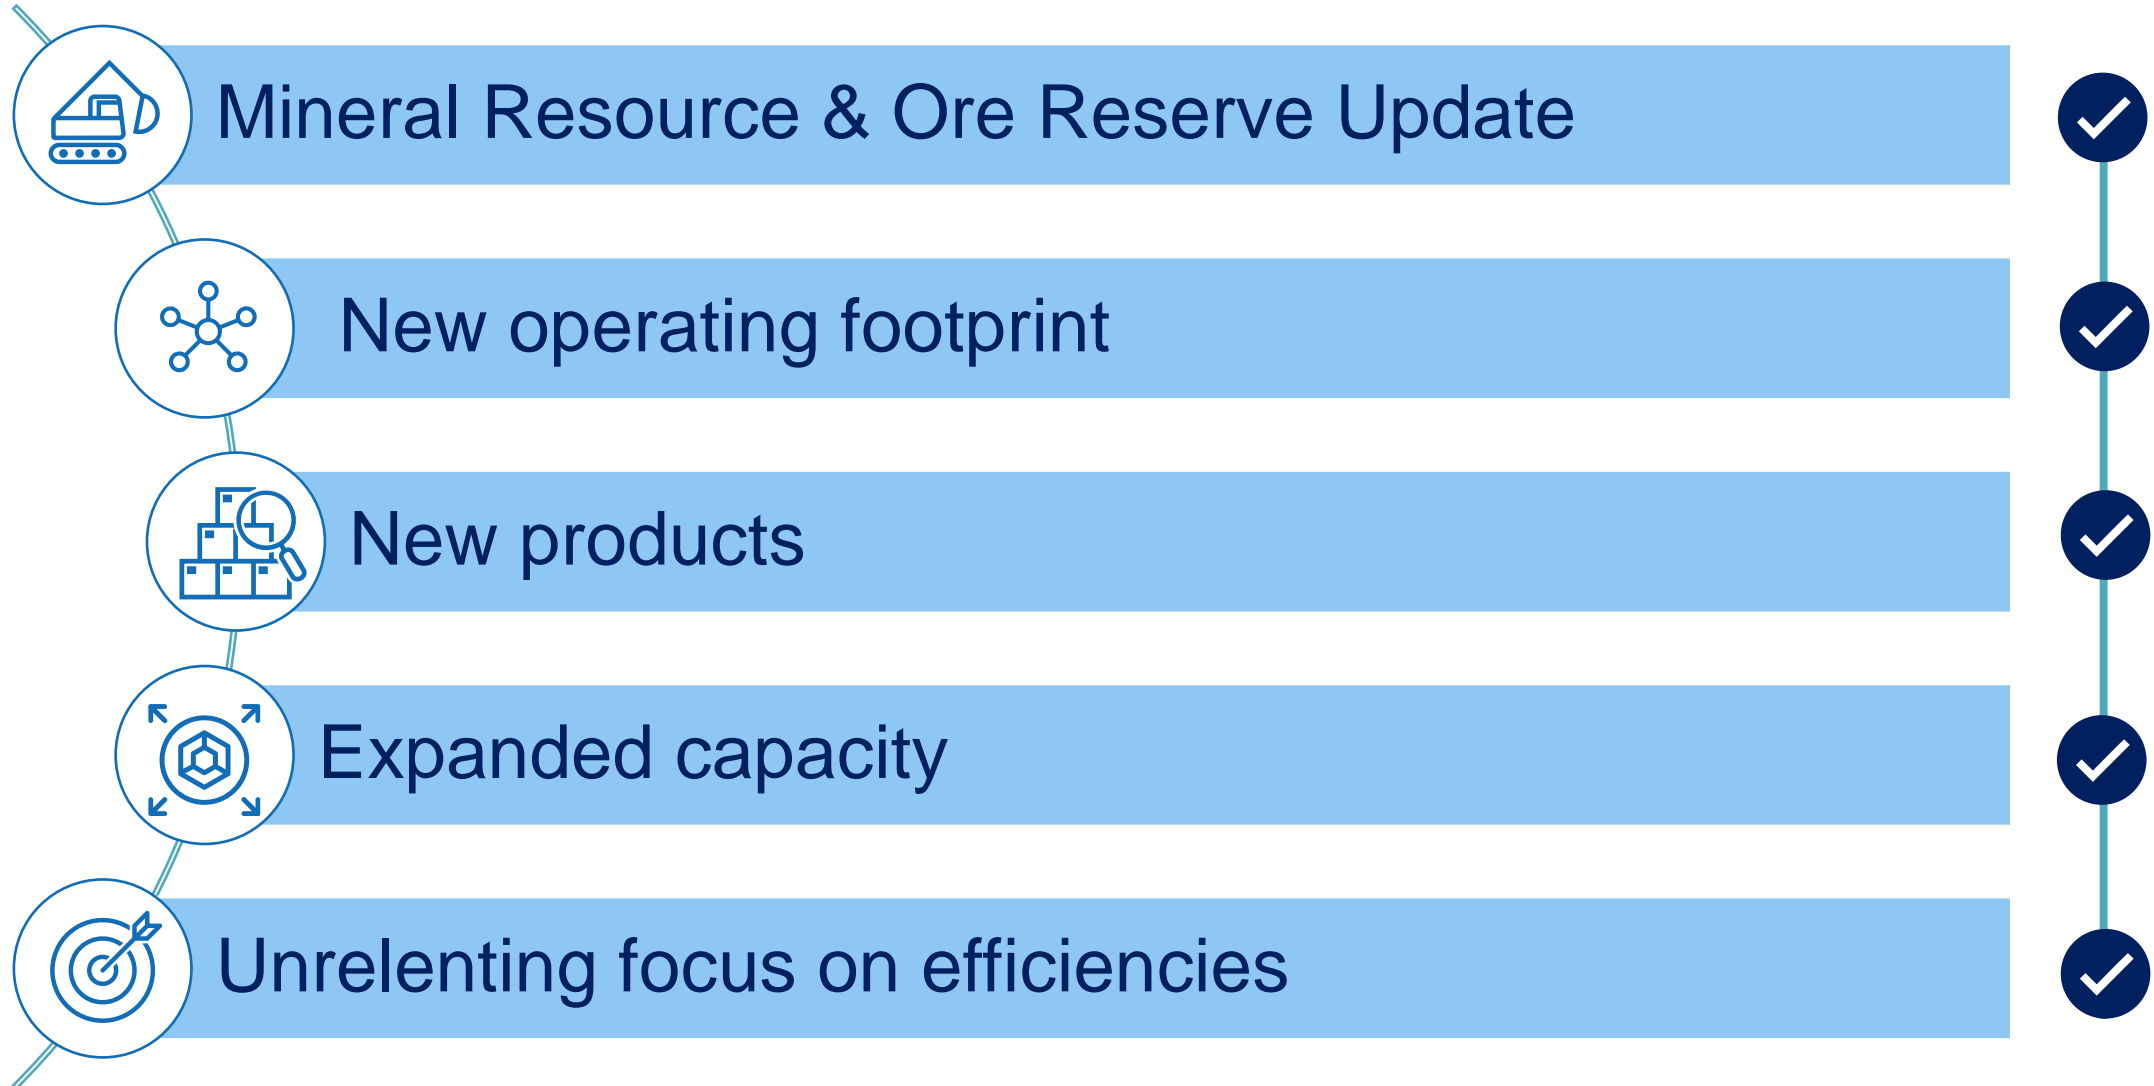 Mineral Resource & Ore Reserve Update
New operating footprint
New products
Expanded capacity
Unrelenting focus on efficiencies